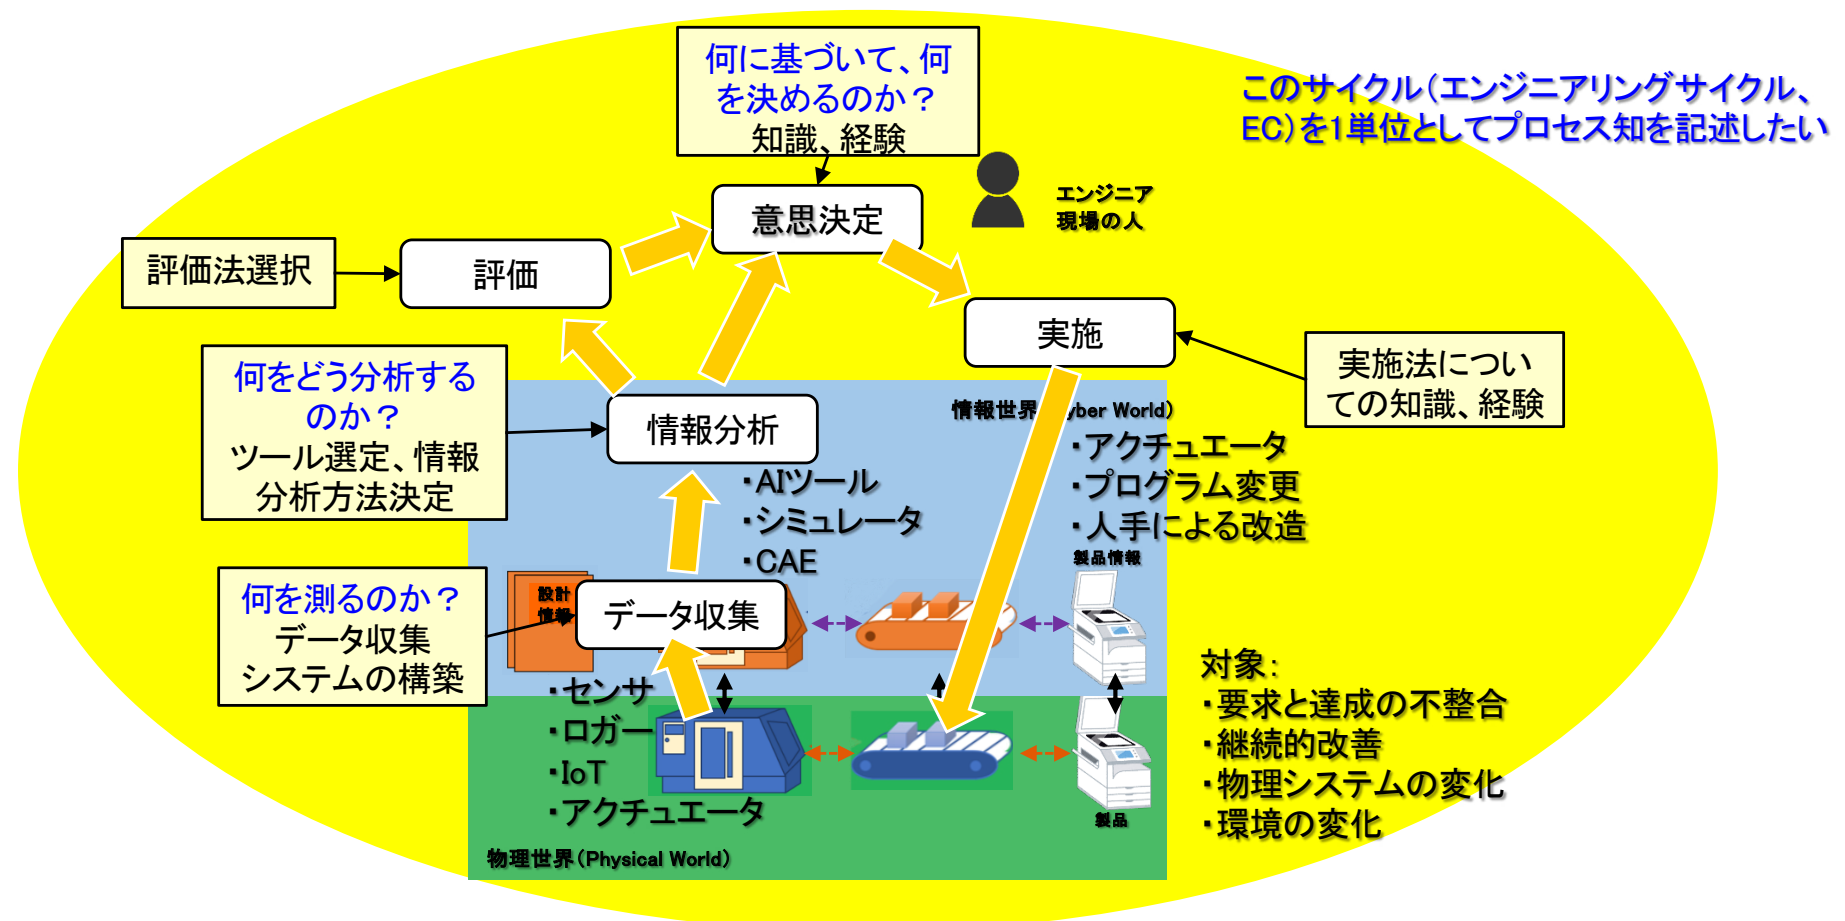 何に基づいて、何
を決めるのか？
知識、経験
このサイクル（エンジニアリングサイクル、
EC）を1単位としてプロセス知を記述したい
意思決定
エンジニア
現場の人
評価法選択
評価
実施
実施法につい
ての知識、経験
何をどう分析する
のか？
ツール選定、情報
分析方法決定
情報分析
情報世界 yber World）
・アクチュエータ
・プログラム変更
・人手による改造
・AIツール
・シミュレータ
・CAE
製品情報
何を測るのか？
データ収集
システムの構築
設計
情報
データ収集
・センサ
・ロガー
・IoT
・アクチュエータ
対象：
・要求と達成の不整合
・継続的改善
・物理システムの変化
・環境の変化
製品
物理世界（Physical World）